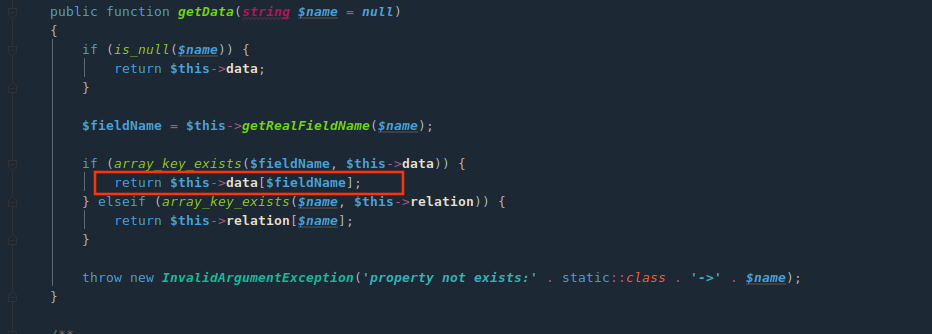 public function getData(string $name = null)
{
if (is_null($name)) {
return $this->data;
}
$fieldName = $this->getRealFieldName($name);
if (array_key_exists($fieldName, $this->data)) {
return $this->data[$fieldName];
} elseif (array_key_exists($name, $this->relation)) {
return $this->relation[$name];
}
throw new InvalidArgumentException('property not exists:' . static::class . '->' . $name);
}
/**